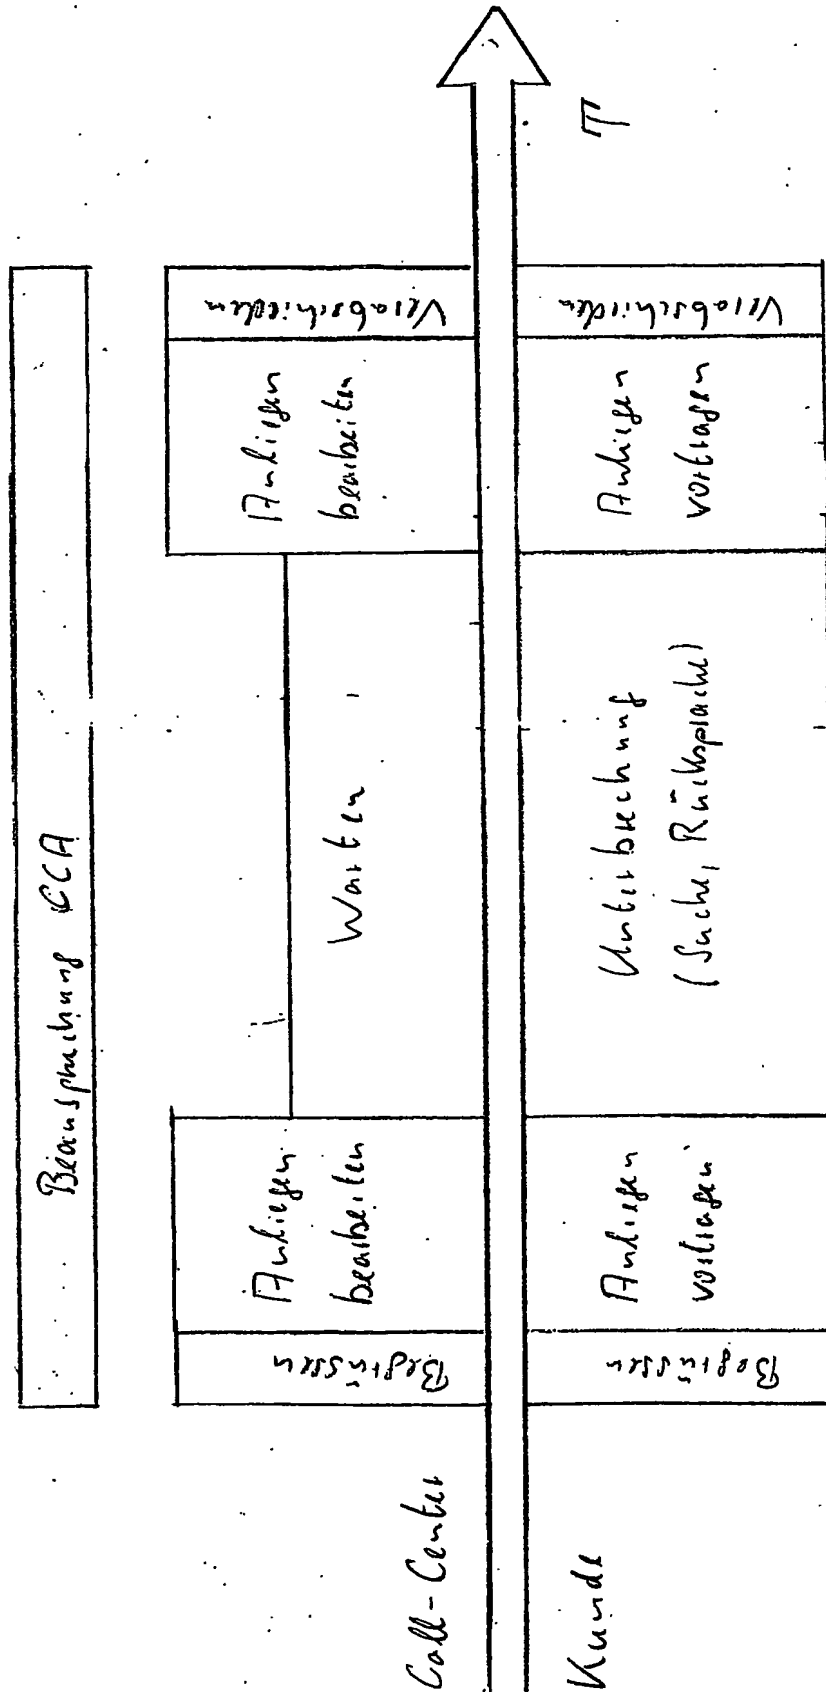 Beanspruchung CCA
Call-Center
Begrüssen
Anliegen
bearbeiten
Warten
Anliegen
bearbeiten
Verabschieden
T
Kunde
Begrüssen
Anliegen
vortragen
Unterbrechung
(Suche, Rücksprache)
Anliegen
vortragen
Verabschieden